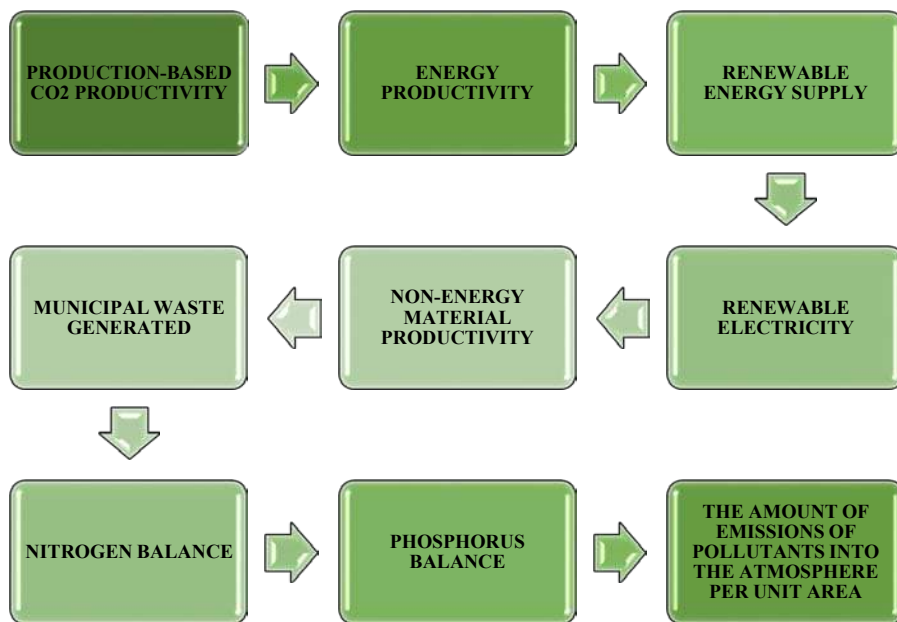 PRODUCTION-BASED
CO2 PRODUCTIVITY
ENERGY
PRODUCTIVITY
RENEWABLE
ENERGY SUPPLY
RENEWABLE
ELECTRICITY
NON-ENERGY
MATERIAL
PRODUCTIVITY
MUNICIPAL WASTE
GENERATED
NITROGEN BALANCE
PHOSPHORUS
BALANCE
THE AMOUNT OF
EMISSIONS OF
POLLUTANTS INTO
THE ATMOSPHERE
PER UNIT AREA